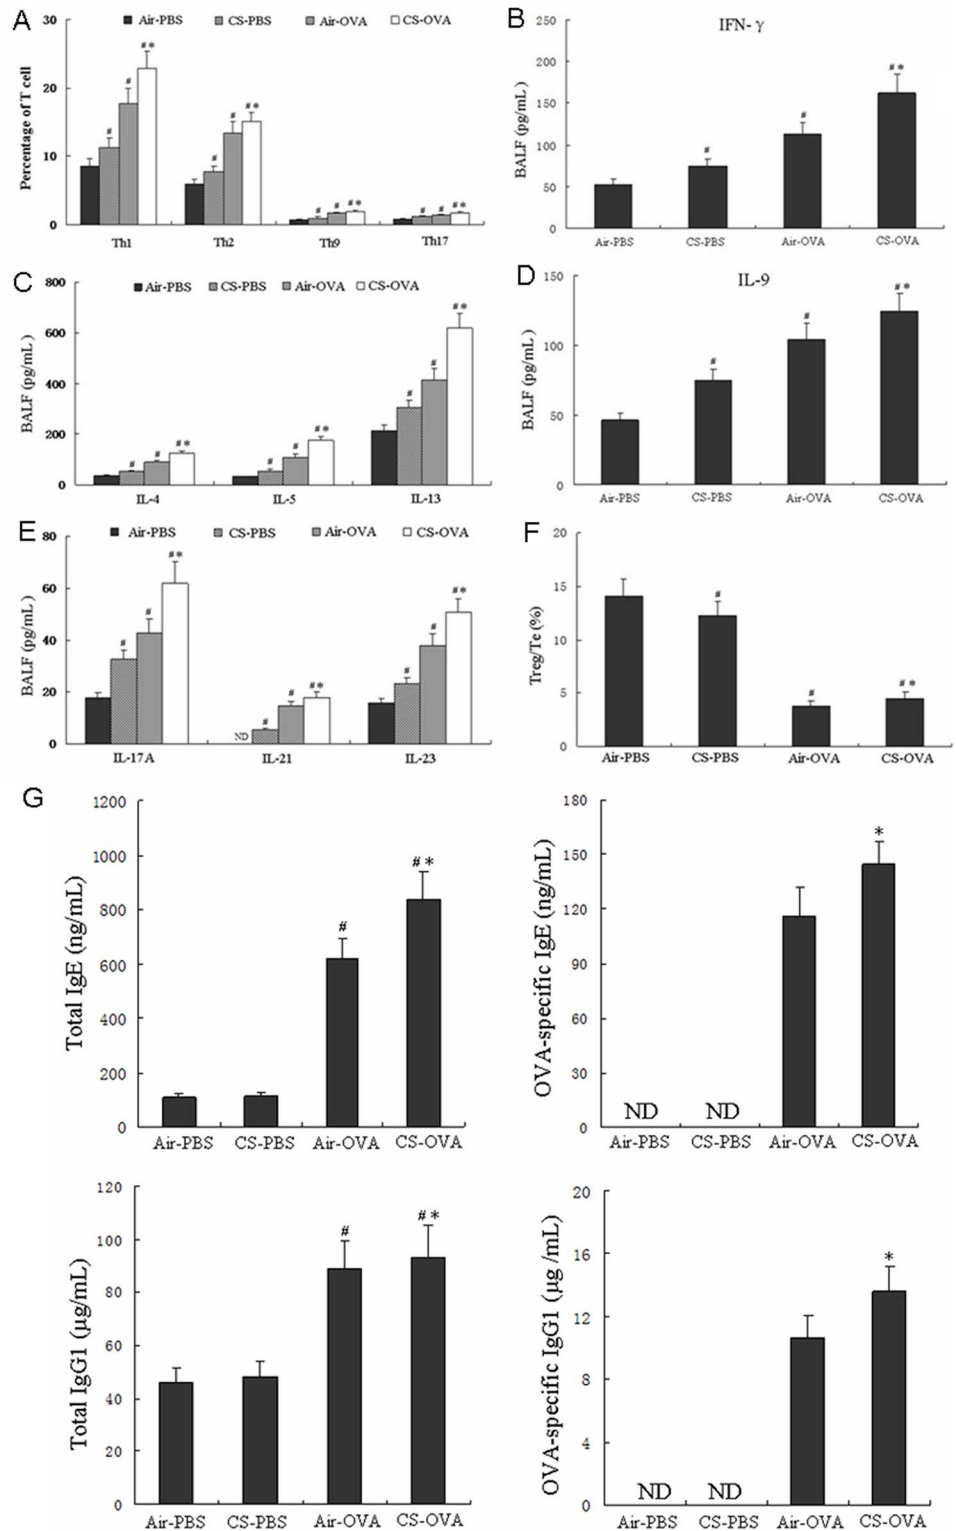 A
Air-PBS CS-PBS Air-OVA CS-OVA
Percentage of T cell
30
20
10
0
# #*
# #*
# # #*
# # #*
# #
Th1 Th2 Th9 Th17
B
IFN- γ
BALF (pg/mL)
250
200
150
100
50
0
# # #*
Air-PBS CS-PBS Air-OVA CS-OVA
C
Air-PBS CS-PBS Air-OVA CS-OVA
BALF (pg/mL)
800
600
400
200
0
# # #*
# # #*
# # #*
IL-4 IL-5 IL-13
D
IL-9
BALF (pg/mL)
150
100
50
0
# # #*
Air-PBS CS-PBS Air-OVA CS-OVA
E
Air-PBS CS-PBS Air-OVA CS-OVA
BALF (pg/mL)
80
60
40
20
0
# # #*
ND # # #*
# # #*
IL-17A IL-21 IL-23
F
Treg/Te (%)
20
15
10
5
0
# # #*
Air-PBS CS-PBS Air-OVA CS-OVA
G
Total IgE (ng/mL)
1200
1000
800
600
400
200
0
# #*
Air-PBS CS-PBS Air-OVA CS-OVA
OVA-specific IgE (ng/mL)
180
150
120
90
60
30
0
ND ND *
Air-PBS CS-PBS Air-OVA CS-OVA
Total IgG1 (μg/mL)
120
100
80
60
40
20
0
# #*
Air-PBS CS-PBS Air-OVA CS-OVA
OVA-specific IgG1 (μg /mL)
20
16
12
8
4
0
ND ND *
Air-PBS CS-PBS Air-OVA CS-OVA